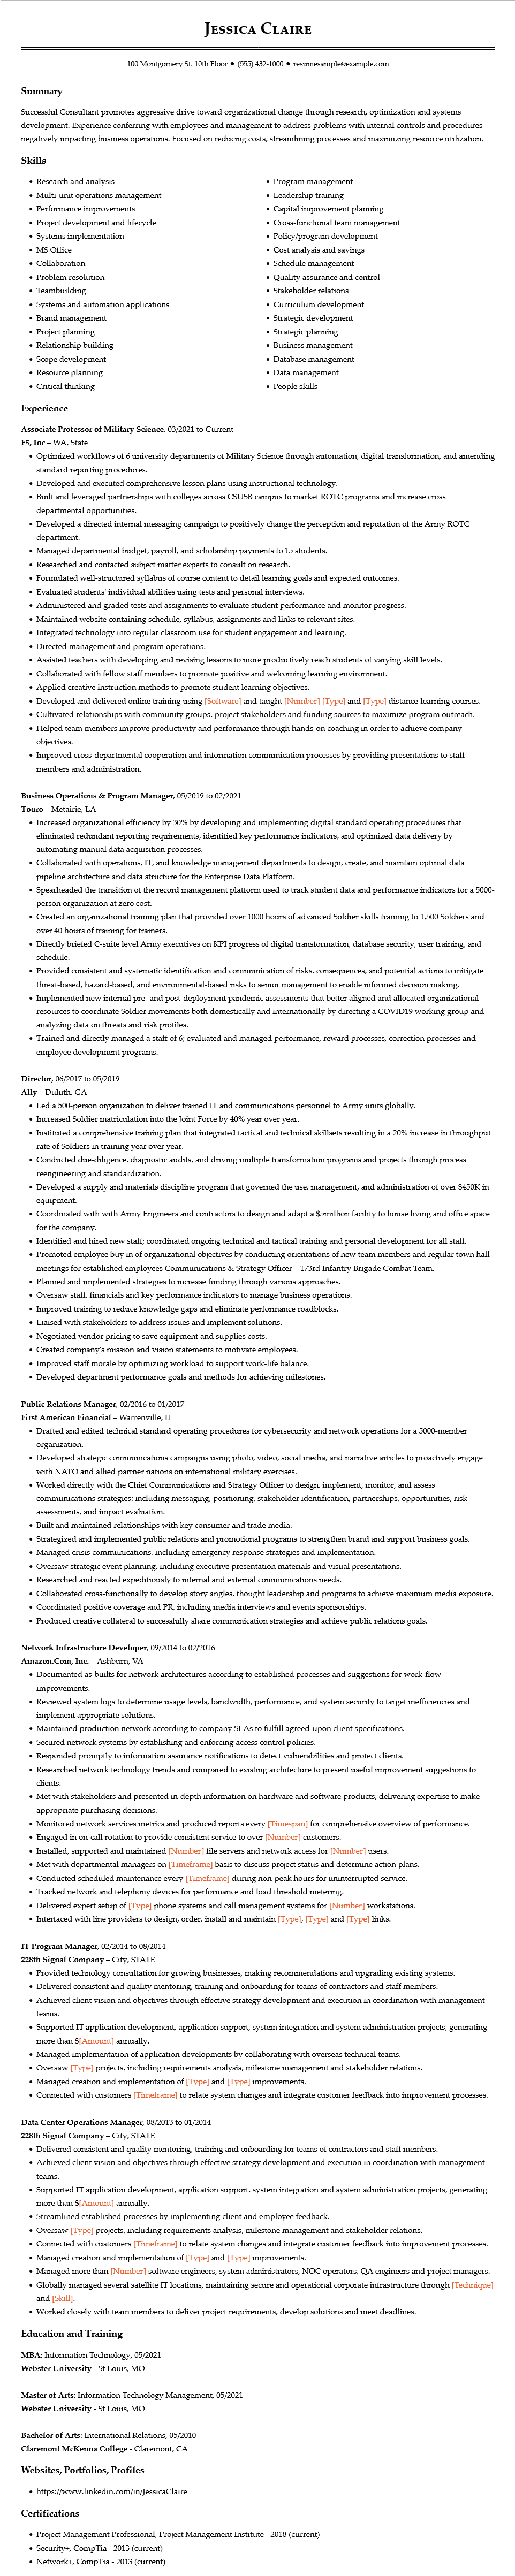 Jessica Claire
100 Montgomery St. 10th Floor ● (555) 432-1000 ● resumesample@example.com
Summary
Successful Consultant promotes aggressive drive toward organizational change through research, optimization and systems
development. Experience conferring with employees and management to address problems with internal controls and procedures
negatively impacting business operations. Focused on reducing costs, streamlining processes and maximizing resource utilization.
Skills
• Research and analysis
• Multi-unit operations management
• Performance improvements
• Project development and lifecycle
• Systems implementation
• MS Office
• Collaboration
• Problem resolution
• Teambuilding
• Systems and automation applications
• Brand management
• Project planning
• Relationship building
• Scope development
• Resource planning
• Critical thinking
• Program management
• Leadership training
• Capital improvement planning
• Cross-functional team management
• Policy/program development
• Cost analysis and savings
• Schedule management
• Quality assurance and control
• Stakeholder relations
• Curriculum development
• Strategic development
• Strategic planning
• Business management
• Database management
• Data management
• People skills
Experience
Associate Professor of Military Science, 03/2021 to Current
F5, Inc – WA, State
• Optimized workflows of 6 university departments of Military Science through automation, digital transformation, and amending
standard reporting procedures.
• Developed and executed comprehensive lesson plans using instructional technology.
• Built and leveraged partnerships with colleges across CSUSB campus to market ROTC programs and increase cross
departmental opportunities.
• Developed a directed internal messaging campaign to positively change the perception and reputation of the Army ROTC
department.
• Managed departmental budget, payroll, and scholarship payments to 15 students.
• Researched and contacted subject matter experts to consult on research.
• Formulated well-structured syllabus of course content to detail learning goals and expected outcomes.
• Evaluated students' individual abilities using tests and personal interviews.
• Administered and graded tests and assignments to evaluate student performance and monitor progress.
• Maintained website containing schedule, syllabus, assignments and links to relevant sites.
• Integrated technology into regular classroom use for student engagement and learning.
• Directed management and program operations.
• Assisted teachers with developing and revising lessons to more productively reach students of varying skill levels.
• Collaborated with fellow staff members to promote positive and welcoming learning environment.
• Applied creative instruction methods to promote student learning objectives.
• Developed and delivered online training using [Software] and taught [Number] [Type] and [Type] distance-learning courses.
• Cultivated relationships with community groups, project stakeholders and funding sources to maximize program outreach.
• Helped team members improve productivity and performance through hands-on coaching in order to achieve company
objectives.
• Improved cross-departmental cooperation and information communication processes by providing presentations to staff
members and administration.
Business Operations & Program Manager, 05/2019 to 02/2021
Touro – Metairie, LA
• Increased organizational efficiency by 30% by developing and implementing digital standard operating procedures that
eliminated redundant reporting requirements, identified key performance indicators, and optimized data delivery by
automating manual data acquisition processes.
• Collaborated with operations, IT, and knowledge management departments to design, create, and maintain optimal data
pipeline architecture and data structure for the Enterprise Data Platform.
• Spearheaded the transition of the record management platform used to track student data and performance indicators for a 5000-
person organization at zero cost.
• Created an organizational training plan that provided over 1000 hours of advanced Soldier skills training to 1,500 Soldiers and
over 40 hours of training for trainers.
• Directly briefed C-suite level Army executives on KPI progress of digital transformation, database security, user training, and
schedule.
• Provided consistent and systematic identification and communication of risks, consequences, and potential actions to mitigate
threat-based, hazard-based, and environmental-based risks to senior management to enable informed decision making.
• Implemented new internal pre- and post-deployment pandemic assessments that better aligned and allocated organizational
resources to coordinate Soldier movements both domestically and internationally by directing a COVID19 working group and
analyzing data on threats and risk profiles.
• Trained and directly managed a staff of 6; evaluated and managed performance, reward processes, correction processes and
employee development programs.
Director, 06/2017 to 05/2019
Ally – Duluth, GA
• Led a 500-person organization to deliver trained IT and communications personnel to Army units globally.
• Increased Soldier matriculation into the Joint Force by 40% year over year.
• Instituted a comprehensive training plan that integrated tactical and technical skillsets resulting in a 20% increase in throughput
rate of Soldiers in training year over year.
• Conducted due-diligence, diagnostic audits, and driving multiple transformation programs and projects through process
reengineering and standardization.
• Developed a supply and materials discipline program that governed the use, management, and administration of over $450K in
equipment.
• Coordinated with with Army Engineers and contractors to design and adapt a $5million facility to house living and office space
for the company.
• Identified and hired new staff; coordinated ongoing technical and tactical training and personal development for all staff.
• Promoted employee buy in of organizational objectives by conducting orientations of new team members and regular town hall
meetings for established employees Communications & Strategy Officer – 173rd Infantry Brigade Combat Team.
• Planned and implemented strategies to increase funding through various approaches.
• Oversaw staff, financials and key performance indicators to manage business operations.
• Improved training to reduce knowledge gaps and eliminate performance roadblocks.
• Liaised with stakeholders to address issues and implement solutions.
• Negotiated vendor pricing to save equipment and supplies costs.
• Created company's mission and vision statements to motivate employees.
• Improved staff morale by optimizing workload to support work-life balance.
• Developed department performance goals and methods for achieving milestones.
Public Relations Manager, 02/2016 to 01/2017
First American Financial – Warrenville, IL
• Drafted and edited technical standard operating procedures for cybersecurity and network operations for a 5000-member
organization.
• Developed strategic communications campaigns using photo, video, social media, and narrative articles to proactively engage
with NATO and allied partner nations on international military exercises.
• Worked directly with the Chief Communications and Strategy Officer to design, implement, monitor, and assess
communications strategies; including messaging, positioning, stakeholder identification, partnerships, opportunities, risk
assessments, and impact evaluation.
• Built and maintained relationships with key consumer and trade media.
• Strategized and implemented public relations and promotional programs to strengthen brand and support business goals.
• Managed crisis communications, including emergency response strategies and implementation.
• Oversaw strategic event planning, including executive presentation materials and visual presentations.
• Researched and reacted expeditiously to internal and external communications needs.
• Collaborated cross-functionally to develop story angles, thought leadership and programs to achieve maximum media exposure.
• Coordinated positive coverage and PR, including media interviews and events sponsorships.
• Produced creative collateral to successfully share communication strategies and achieve public relations goals.
Network Infrastructure Developer, 09/2014 to 02/2016
Amazon.Com, Inc. – Ashburn, VA
• Documented as-builts for network architectures according to established processes and suggestions for work-flow
improvements.
• Reviewed system logs to determine usage levels, bandwidth, performance, and system security to target inefficiencies and
implement appropriate solutions.
• Maintained production network according to company SLAs to fulfill agreed-upon client specifications.
• Secured network systems by establishing and enforcing access control policies.
• Responded promptly to information assurance notifications to detect vulnerabilities and protect clients.
• Researched network technology trends and compared to existing architecture to present useful improvement suggestions to
clients.
• Met with stakeholders and presented in-depth information on hardware and software products, delivering expertise to make
appropriate purchasing decisions.
• Monitored network services metrics and produced reports every [Timespan] for comprehensive overview of performance.
• Engaged in on-call rotation to provide consistent service to over [Number] customers.
• Installed, supported and maintained [Number] file servers and network access for [Number] users.
• Met with departmental managers on [Timeframe] basis to discuss project status and determine action plans.
• Conducted scheduled maintenance every [Timeframe] during non-peak hours for uninterrupted service.
• Tracked network and telephony devices for performance and load threshold metering.
• Delivered expert setup of [Type] phone systems and call management systems for [Number] workstations.
• Interfaced with line providers to design, order, install and maintain [Type], [Type] and [Type] links.
IT Program Manager, 02/2014 to 08/2014
228th Signal Company – City, STATE
• Provided technology consultation for growing businesses, making recommendations and upgrading existing systems.
• Delivered consistent and quality mentoring, training and onboarding for teams of contractors and staff members.
• Achieved client vision and objectives through effective strategy development and execution in coordination with management
teams.
• Supported IT application development, application support, system integration and system administration projects, generating
more than $[Amount] annually.
• Managed implementation of application developments by collaborating with overseas technical teams.
• Oversaw [Type] projects, including requirements analysis, milestone management and stakeholder relations.
• Managed creation and implementation of [Type] and [Type] improvements.
• Connected with customers [Timeframe] to relate system changes and integrate customer feedback into improvement processes.
Data Center Operations Manager, 08/2013 to 01/2014
228th Signal Company – City, STATE
• Delivered consistent and quality mentoring, training and onboarding for teams of contractors and staff members.
• Achieved client vision and objectives through effective strategy development and execution in coordination with management
teams.
• Supported IT application development, application support, system integration and system administration projects, generating
more than $[Amount] annually.
• Streamlined established processes by implementing client and employee feedback.
• Oversaw [Type] projects, including requirements analysis, milestone management and stakeholder relations.
• Connected with customers [Timeframe] to relate system changes and integrate customer feedback into improvement processes.
• Managed creation and implementation of [Type] and [Type] improvements.
• Managed more than [Number] software engineers, system administrators, NOC operators, QA engineers and project managers.
• Globally managed several satellite IT locations, maintaining secure and operational corporate infrastructure through [Technique]
and [Skill].
• Worked closely with team members to deliver project requirements, develop solutions and meet deadlines.
Education and Training
MBA: Information Technology, 05/2021
Webster University - St Louis, MO
Master of Arts: Information Technology Management, 05/2021
Webster University - St Louis, MO
Bachelor of Arts: International Relations, 05/2010
Claremont McKenna College - Claremont, CA
Websites, Portfolios, Profiles
• https://www.linkedin.com/in/JessicaClaire
Certifications
• Project Management Professional, Project Management Institute - 2018 (current)
• Security+, CompTia - 2013 (current)
• Network+, CompTia - 2013 (current)